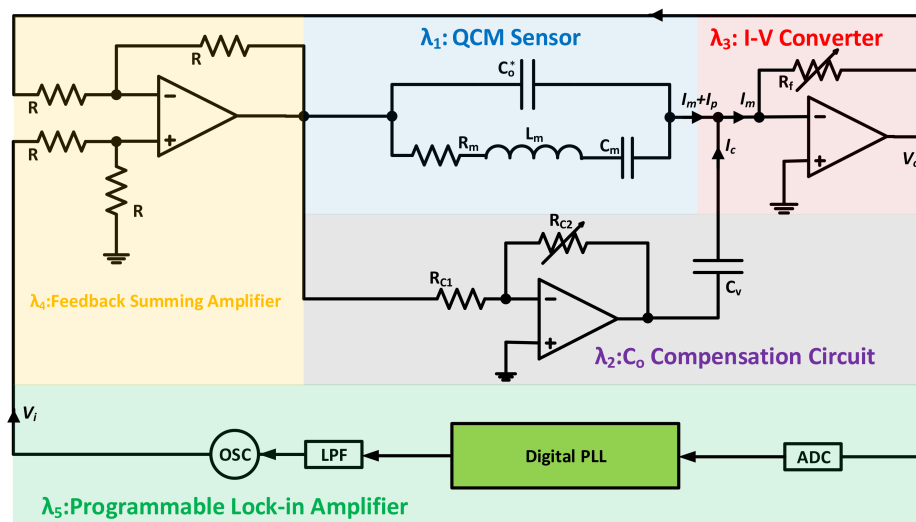 λ1: QCM Sensor
λ3: I-V Converter
R
Co*
Rf
R
Im+Ip
Im
Rm
Lm
Cm
R
Ic
Vo
R
RC2
RC1
λ4:Feedback Summing Amplifier
Cv
λ2:Co Compensation Circuit
Vi
OSC
LPF
Digital PLL
ADC
λ5:Programmable Lock-in Amplifier